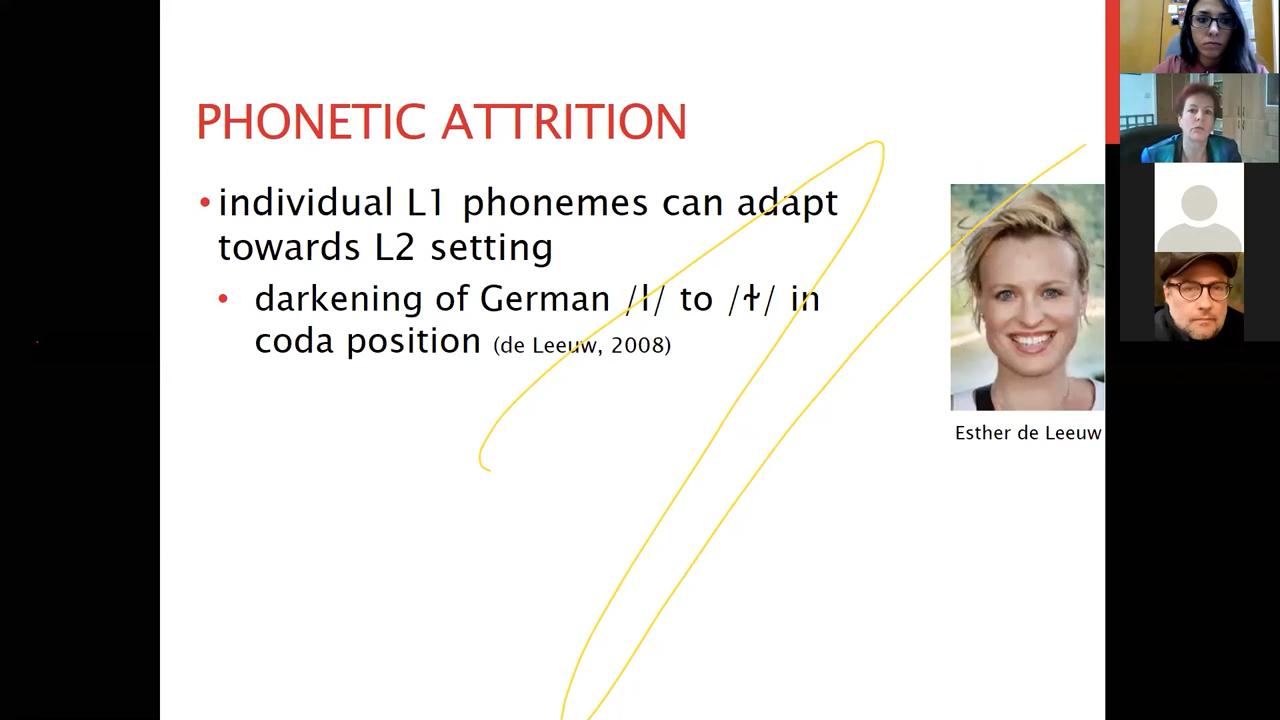 PHONETIC ATTRITION
• individual L1 phonemes can adapt
towards L2 setting
• darkening of German /l/ to /ɫ/ in
coda position (de Leeuw, 2008)
Esther de Leeuw